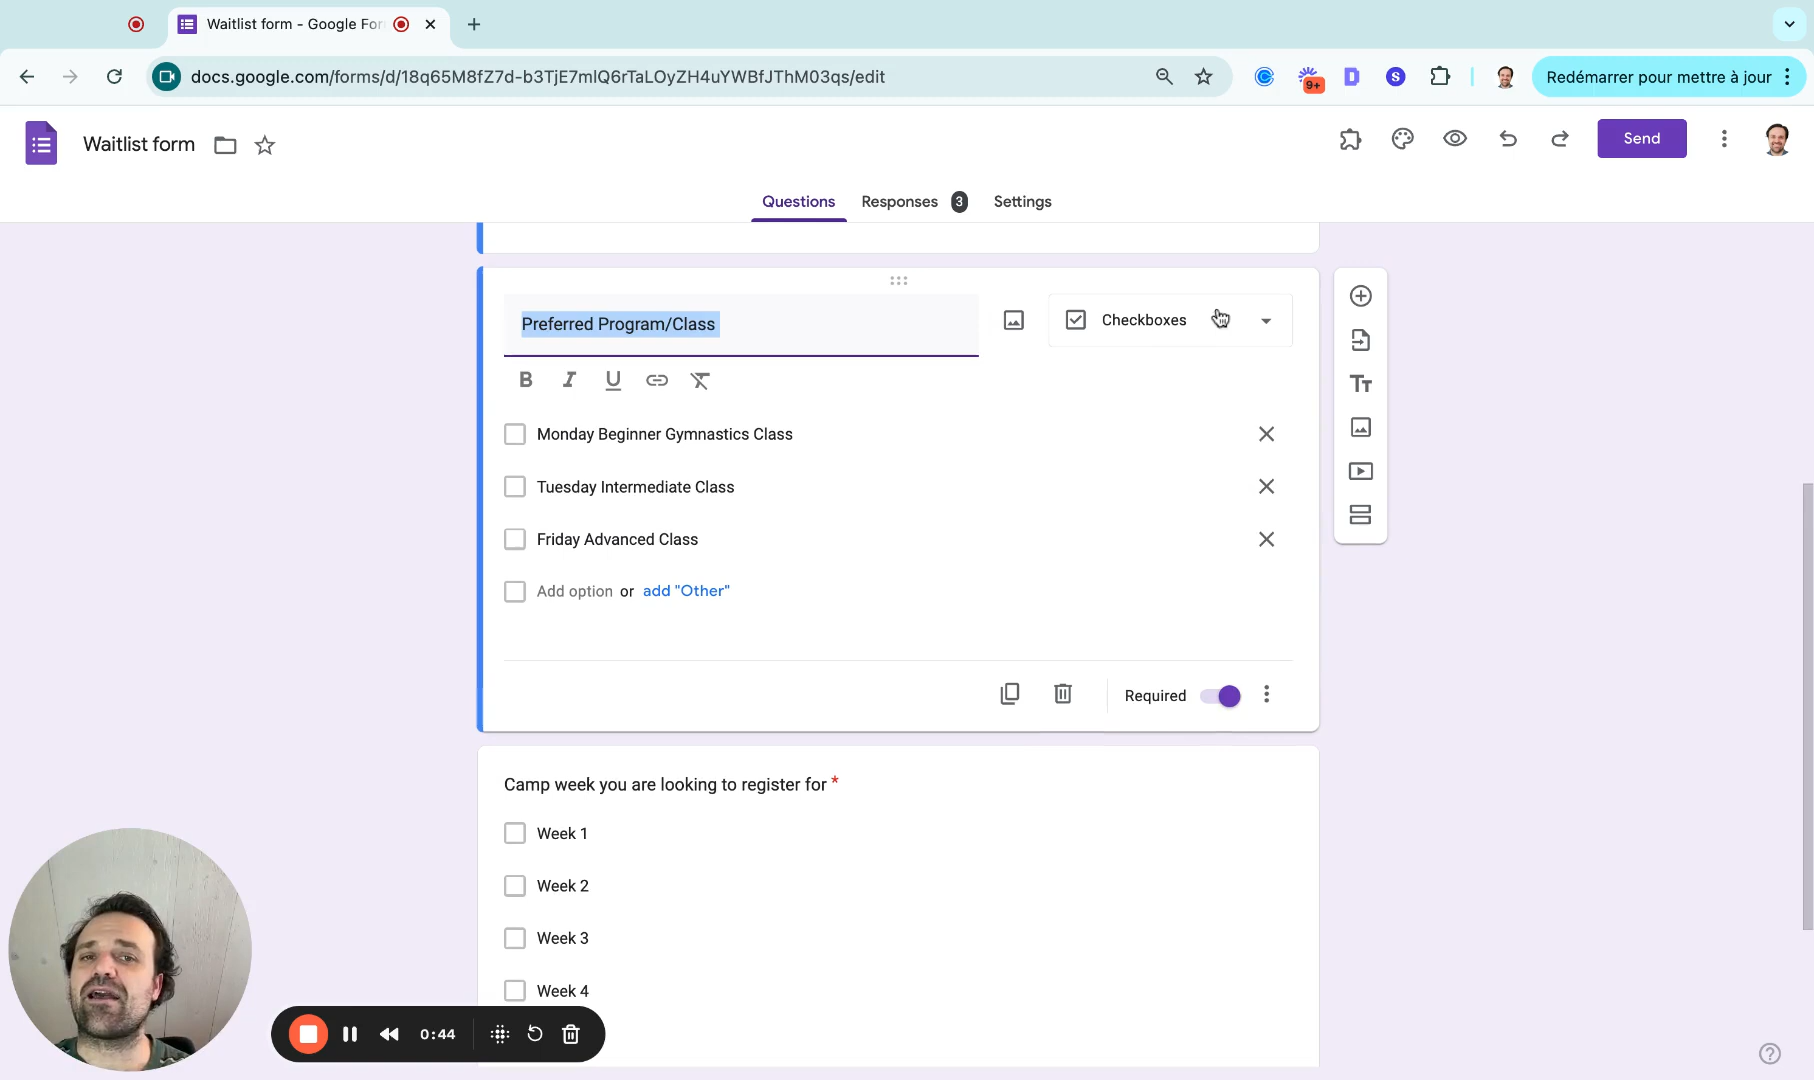 Waitlist form - Google For
docs.google.com/forms/d/18q65M8fZ7d-b3TjE7mlQ6rTaLOyZH4uYWBfJThM03qs/edit
9+
D
S
Redémarrer pour mettre à jour
Waitlist form
Send
Questions
Responses 3
Settings
Preferred Program/Class
Checkboxes
B I U
Tт
Monday Beginner Gymnastics Class
Tuesday Intermediate Class
Friday Advanced Class
Add option or add "Other"
Required
Camp week you are looking to register for *
Week 1
Week 2
Week 3
Week 4
0:44